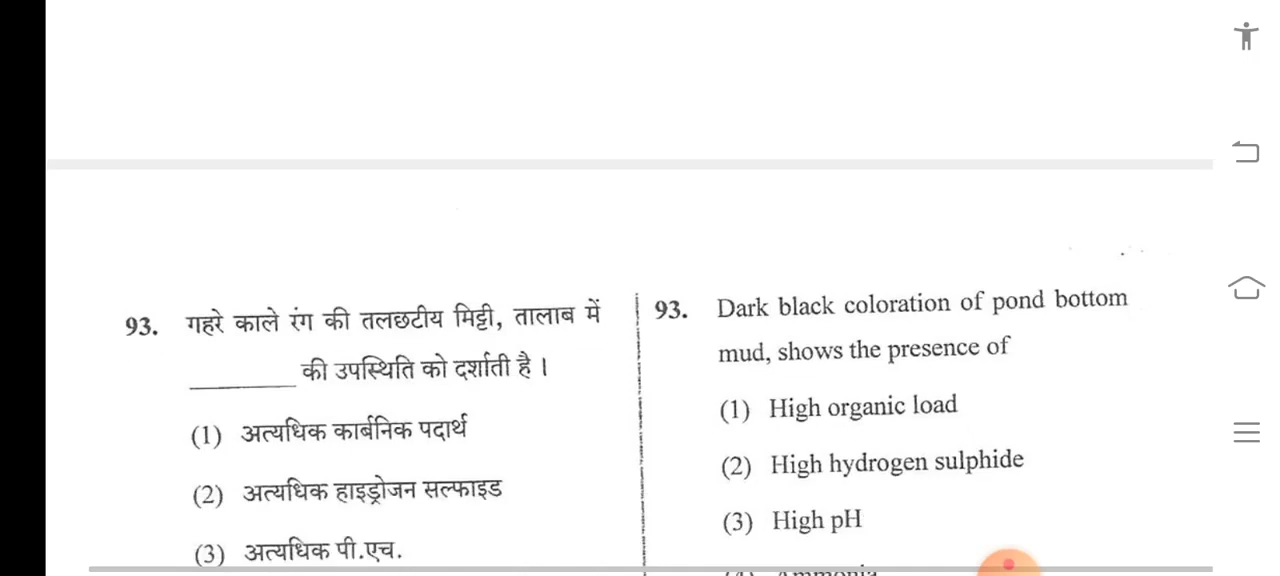 93. गहरे काले रंग की तलछटीय मिट्टी, तालाब में
________ की उपस्थिति को दर्शाती है ।
(1) अत्यधिक कार्बनिक पदार्थ
(2) अत्यधिक हाइड्रोजन सल्फाइड
(3) अत्यधिक पी.एच.
93. Dark black coloration of pond bottom
mud, shows the presence of
(1) High organic load
(2) High hydrogen sulphide
(3) High pH